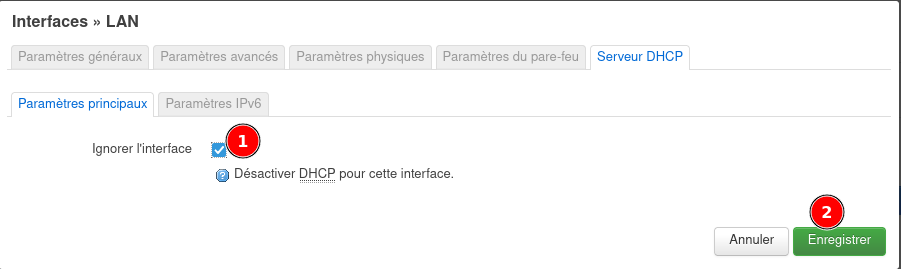 Interfaces » LAN
Paramètres généraux Paramètres avancés Paramètres physiques Paramètres du pare-feu Serveur DHCP
Paramètres principaux Paramètres IPv6
Ignorer l'interface 1
Désactiver DHCP pour cette interface.
2
Annuler Enregistrer